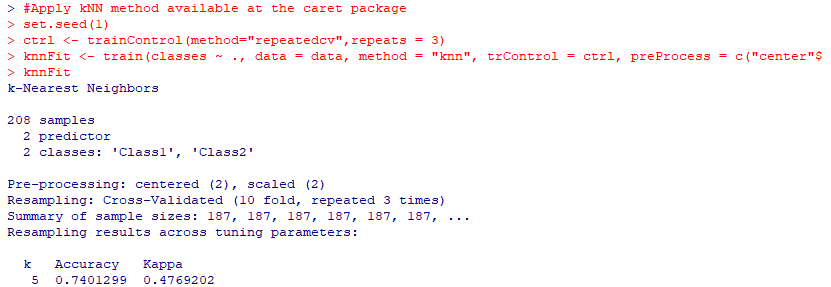 > #Apply kNN method available at the caret package
> set.seed(1)
> ctrl <- trainControl(method="repeatedcv",repeats = 3)
> knnFit <- train(classes ~ ., data = data, method = "knn", trControl = ctrl, preProcess = c("center"$
> knnFit
k-Nearest Neighbors
208 samples
2 predictor
2 classes: 'Class1', 'Class2'
Pre-processing: centered (2), scaled (2)
Resampling: Cross-Validated (10 fold, repeated 3 times)
Summary of sample sizes: 187, 187, 187, 187, 187, 187, ...
Resampling results across tuning parameters:
k Accuracy Kappa
5 0.7401299 0.4769202